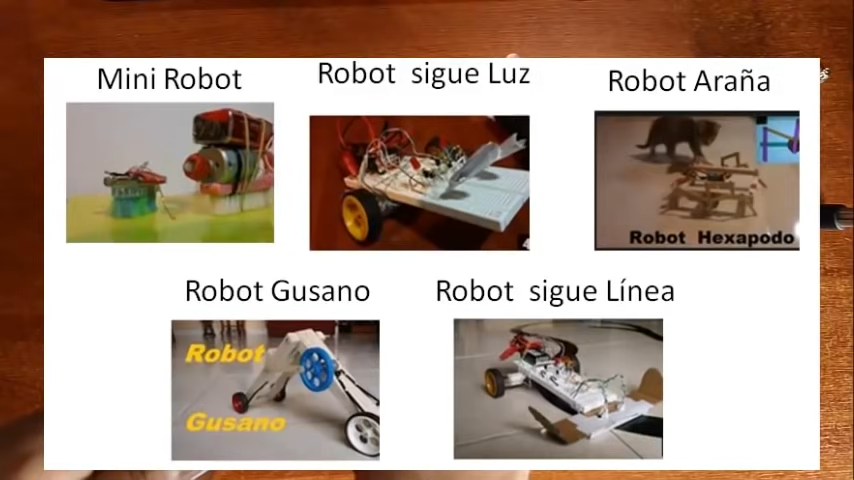 Mini Robot
Robot sigue Luz
Robot Araña
Robot Hexapodo
Robot Gusano
Robot sigue Línea
Robot
Gusano